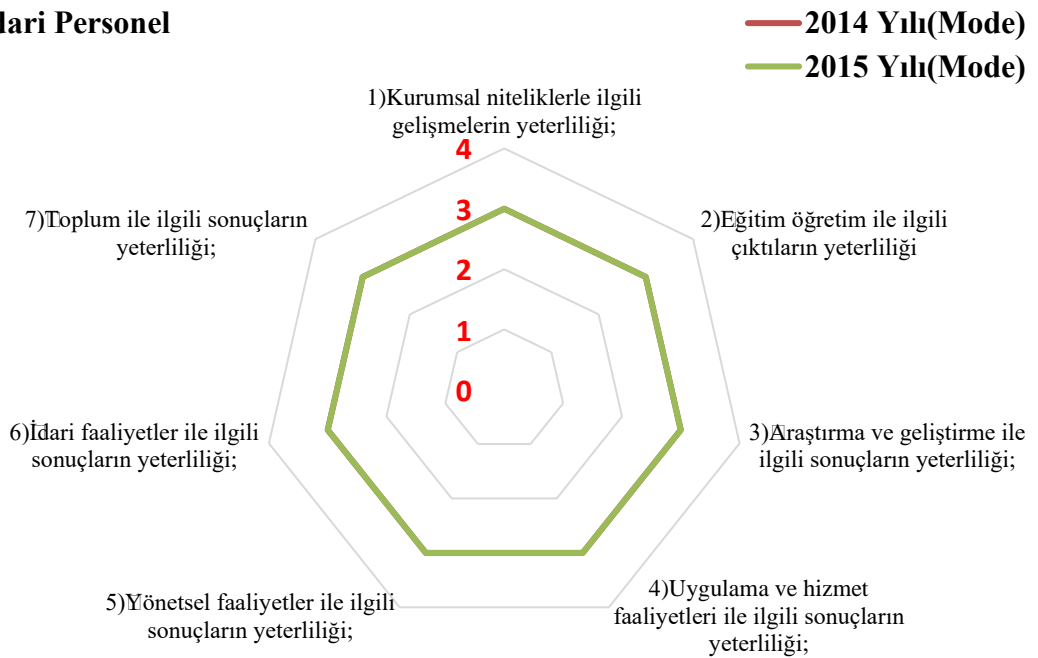 dari Personel
2014 Yılı(Mode)
2015 Yılı(Mode)
1)Kurumsal niteliklerle ilgili
gelişmelerin yeterliliği;
2)Eğitim öğretim ile ilgili
çıktıların yeterliliği
3)Araştırma ve geliştirme ile
ilgili sonuçların yeterliliği;
4)Uygulama ve hizmet
faaliyetleri ile ilgili sonuçların
yeterliliği;
5)Yönetsel faaliyetler ile ilgili
sonuçların yeterliliği;
6)İdari faaliyetler ile ilgili
sonuçların yeterliliği;
7)Toplum ile ilgili sonuçların
yeterliliği;
4
3
2
1
0